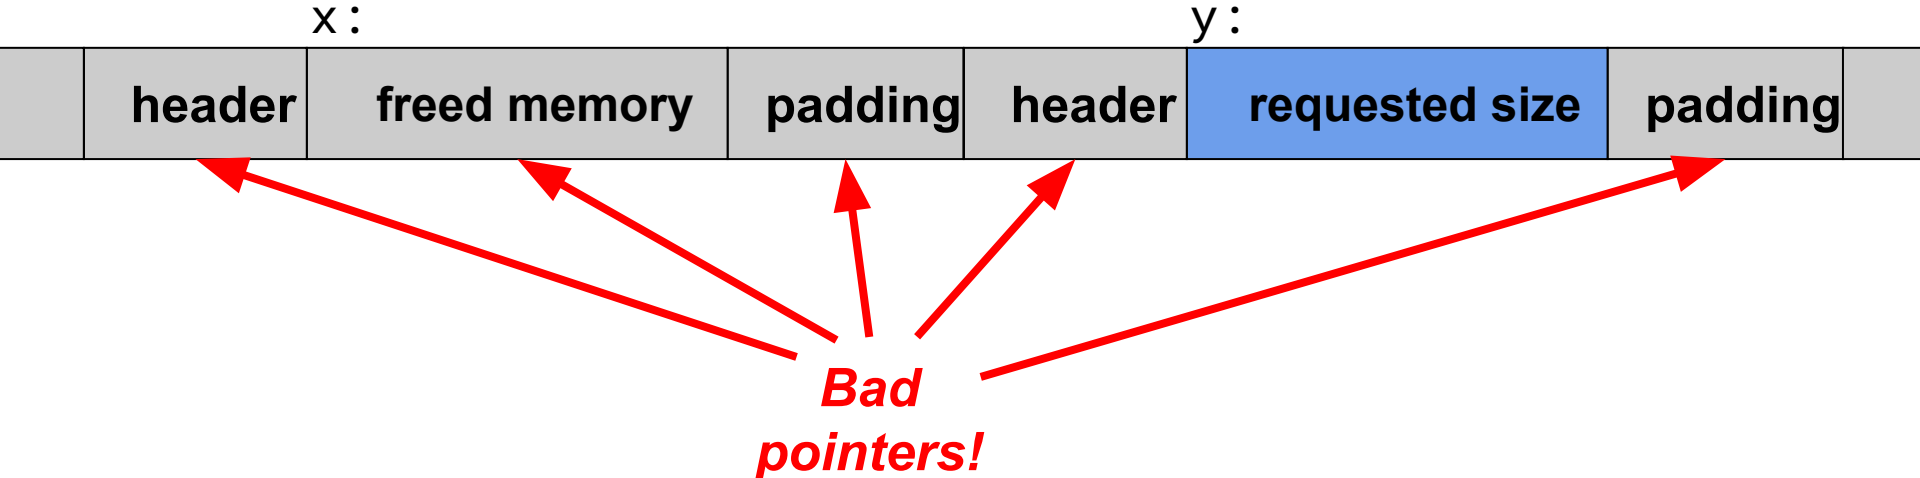 x: y:
header freed memory padding header requested size padding
Bad
pointers!